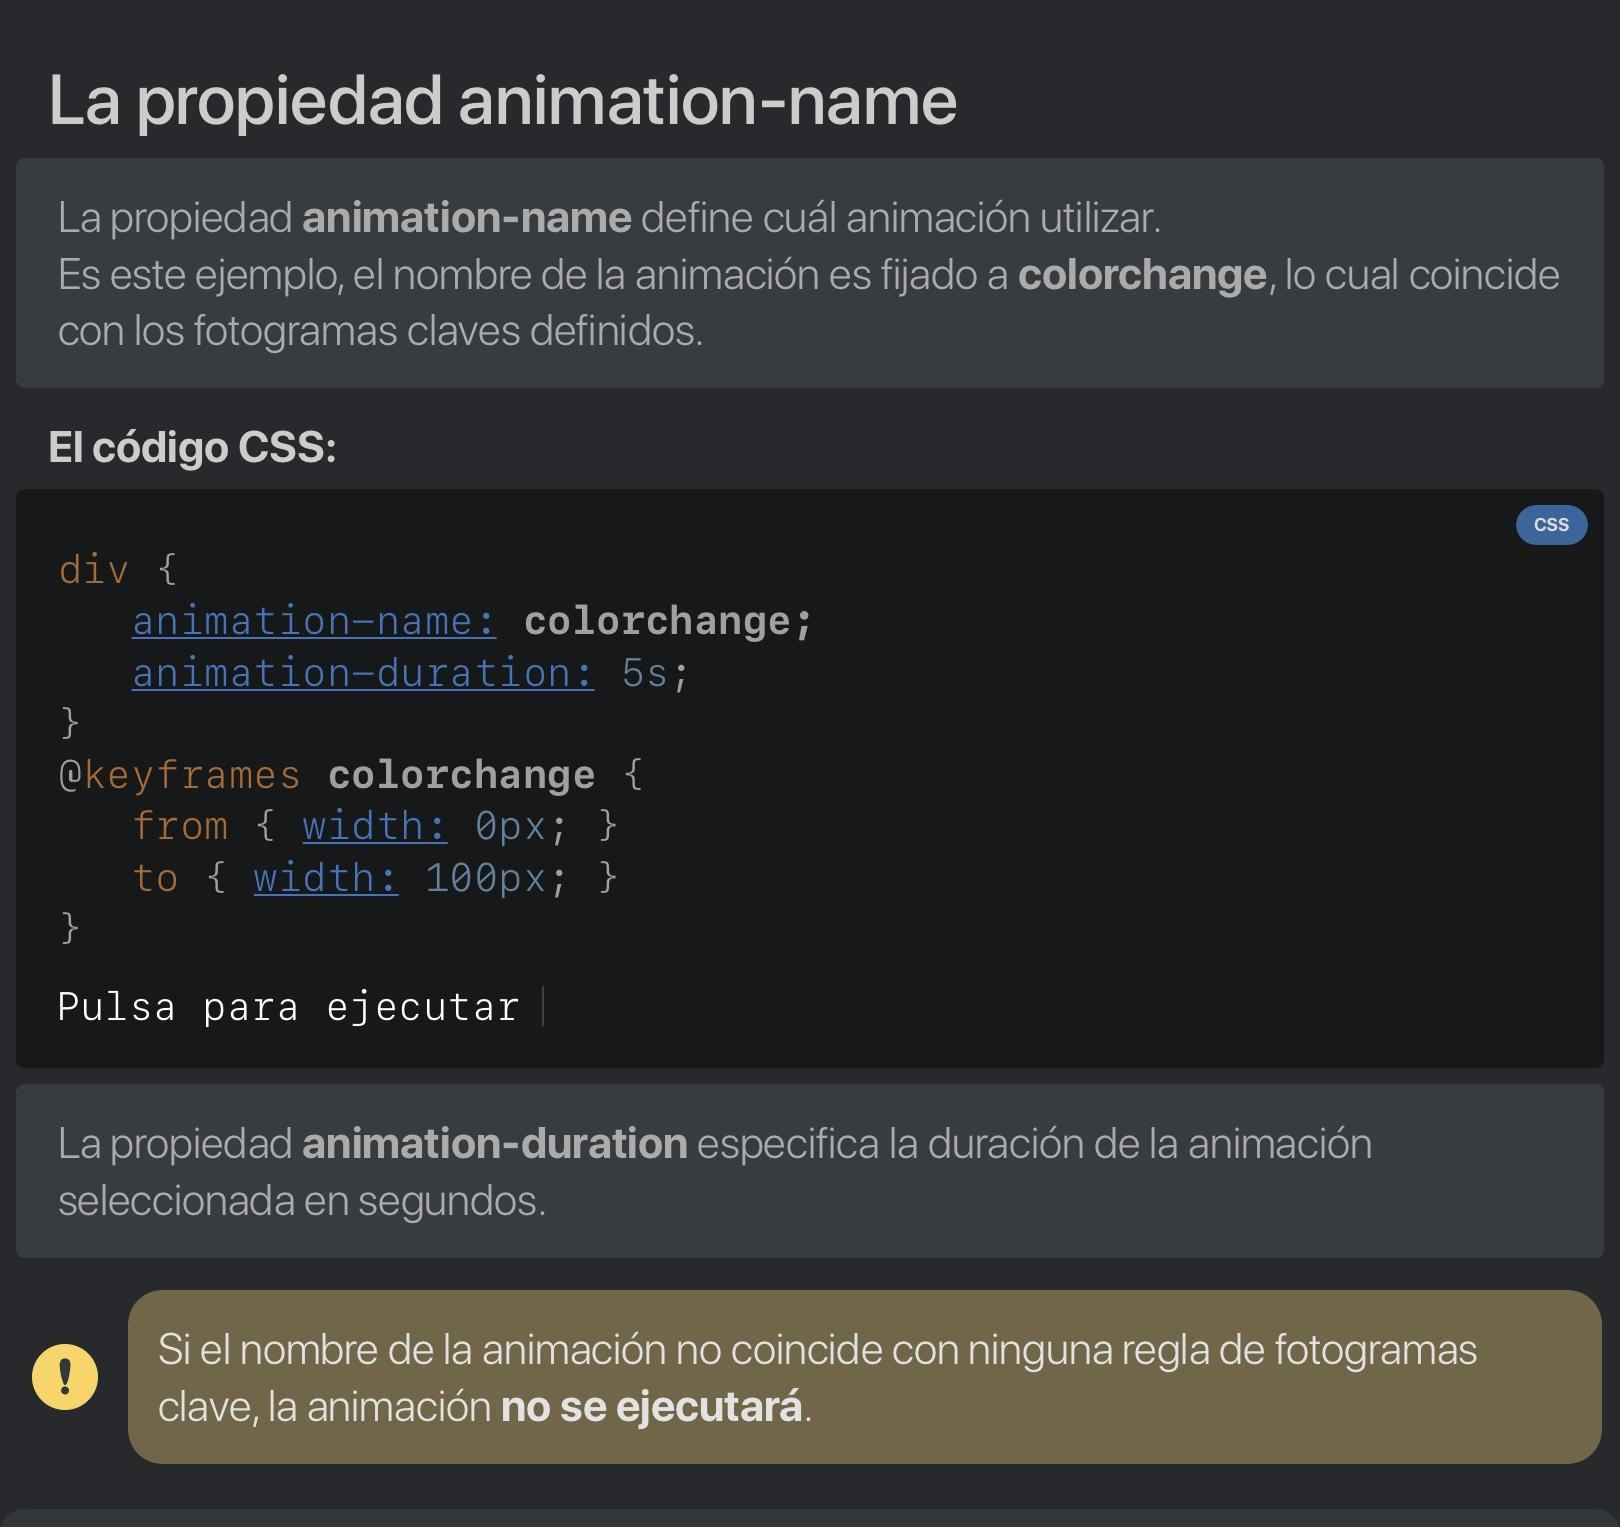 La propiedad animation-name
La propiedad animation-name define cuál animación utilizar.
Es este ejemplo, el nombre de la animación es fijado a colorchange, lo cual coincide
con los fotogramas claves definidos.
El código CSS:
CSS
div {
   animation-name: colorchange;
   animation-duration: 5s;
}
@keyframes colorchange {
   from { width: 0px; }
   to { width: 100px; }
}
Pulsa para ejecutar
La propiedad animation-duration especifica la duración de la animación
seleccionada en segundos.
Si el nombre de la animación no coincide con ninguna regla de fotogramas
clave, la animación no se ejecutará.